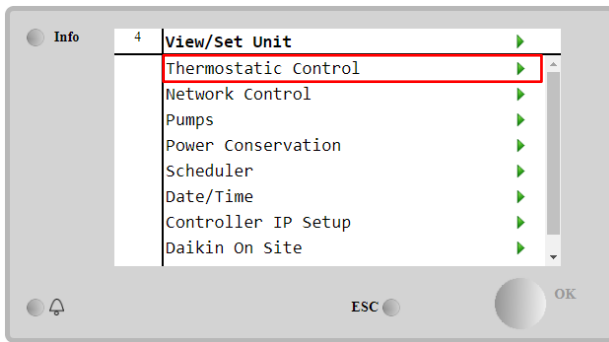 Info
4 View/Set Unit
Thermostatic Control
Network Control
Pumps
Power Conservation
Scheduler
Date/Time
Controller IP Setup
Daikin On Site
ESC
OK